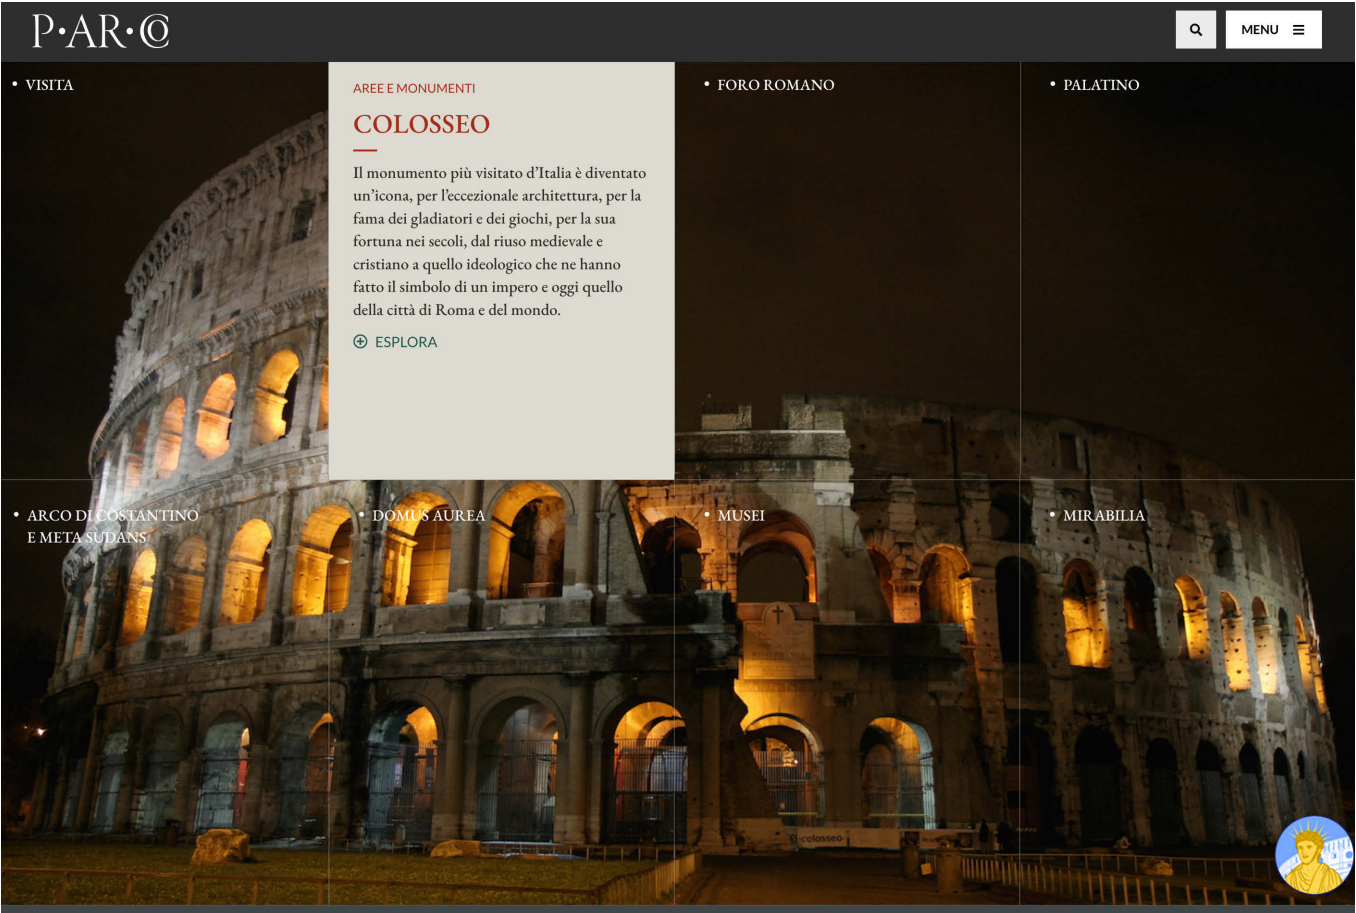 P·AR·CO
MENU
VISITA
AREE E MONUMENTI
COLOSSEO
Il monumento più visitato d’Italia è diventato
un’icona, per l’eccezionale architettura, per la
fama dei gladiatori e dei giochi, per la sua
fortuna nei secoli, dal riuso medievale e
cristiano a quello ideologico che ne hanno
fatto il simbolo di un impero e oggi quello
della città di Roma e del mondo.
ESPLORA
FORO ROMANO
PALATINO
ARCO DI COSTANTINO
E META SUDANS
DOMUS AUREA
MUSEI
MIRABILIA
colosseo